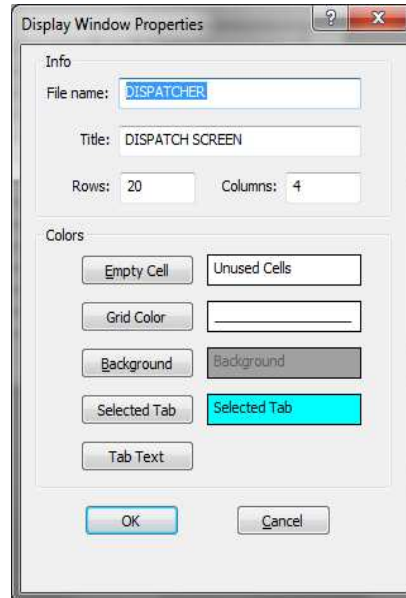 Display Window Properties
?
X
Info
File name: DISPATCHER
Title: DISPATCH SCREEN
Rows: 20 Columns: 4
Colors
Empty Cell Unused Cells
Grid Color
Background Background
Selected Tab Selected Tab
Tab Text
OK Cancel